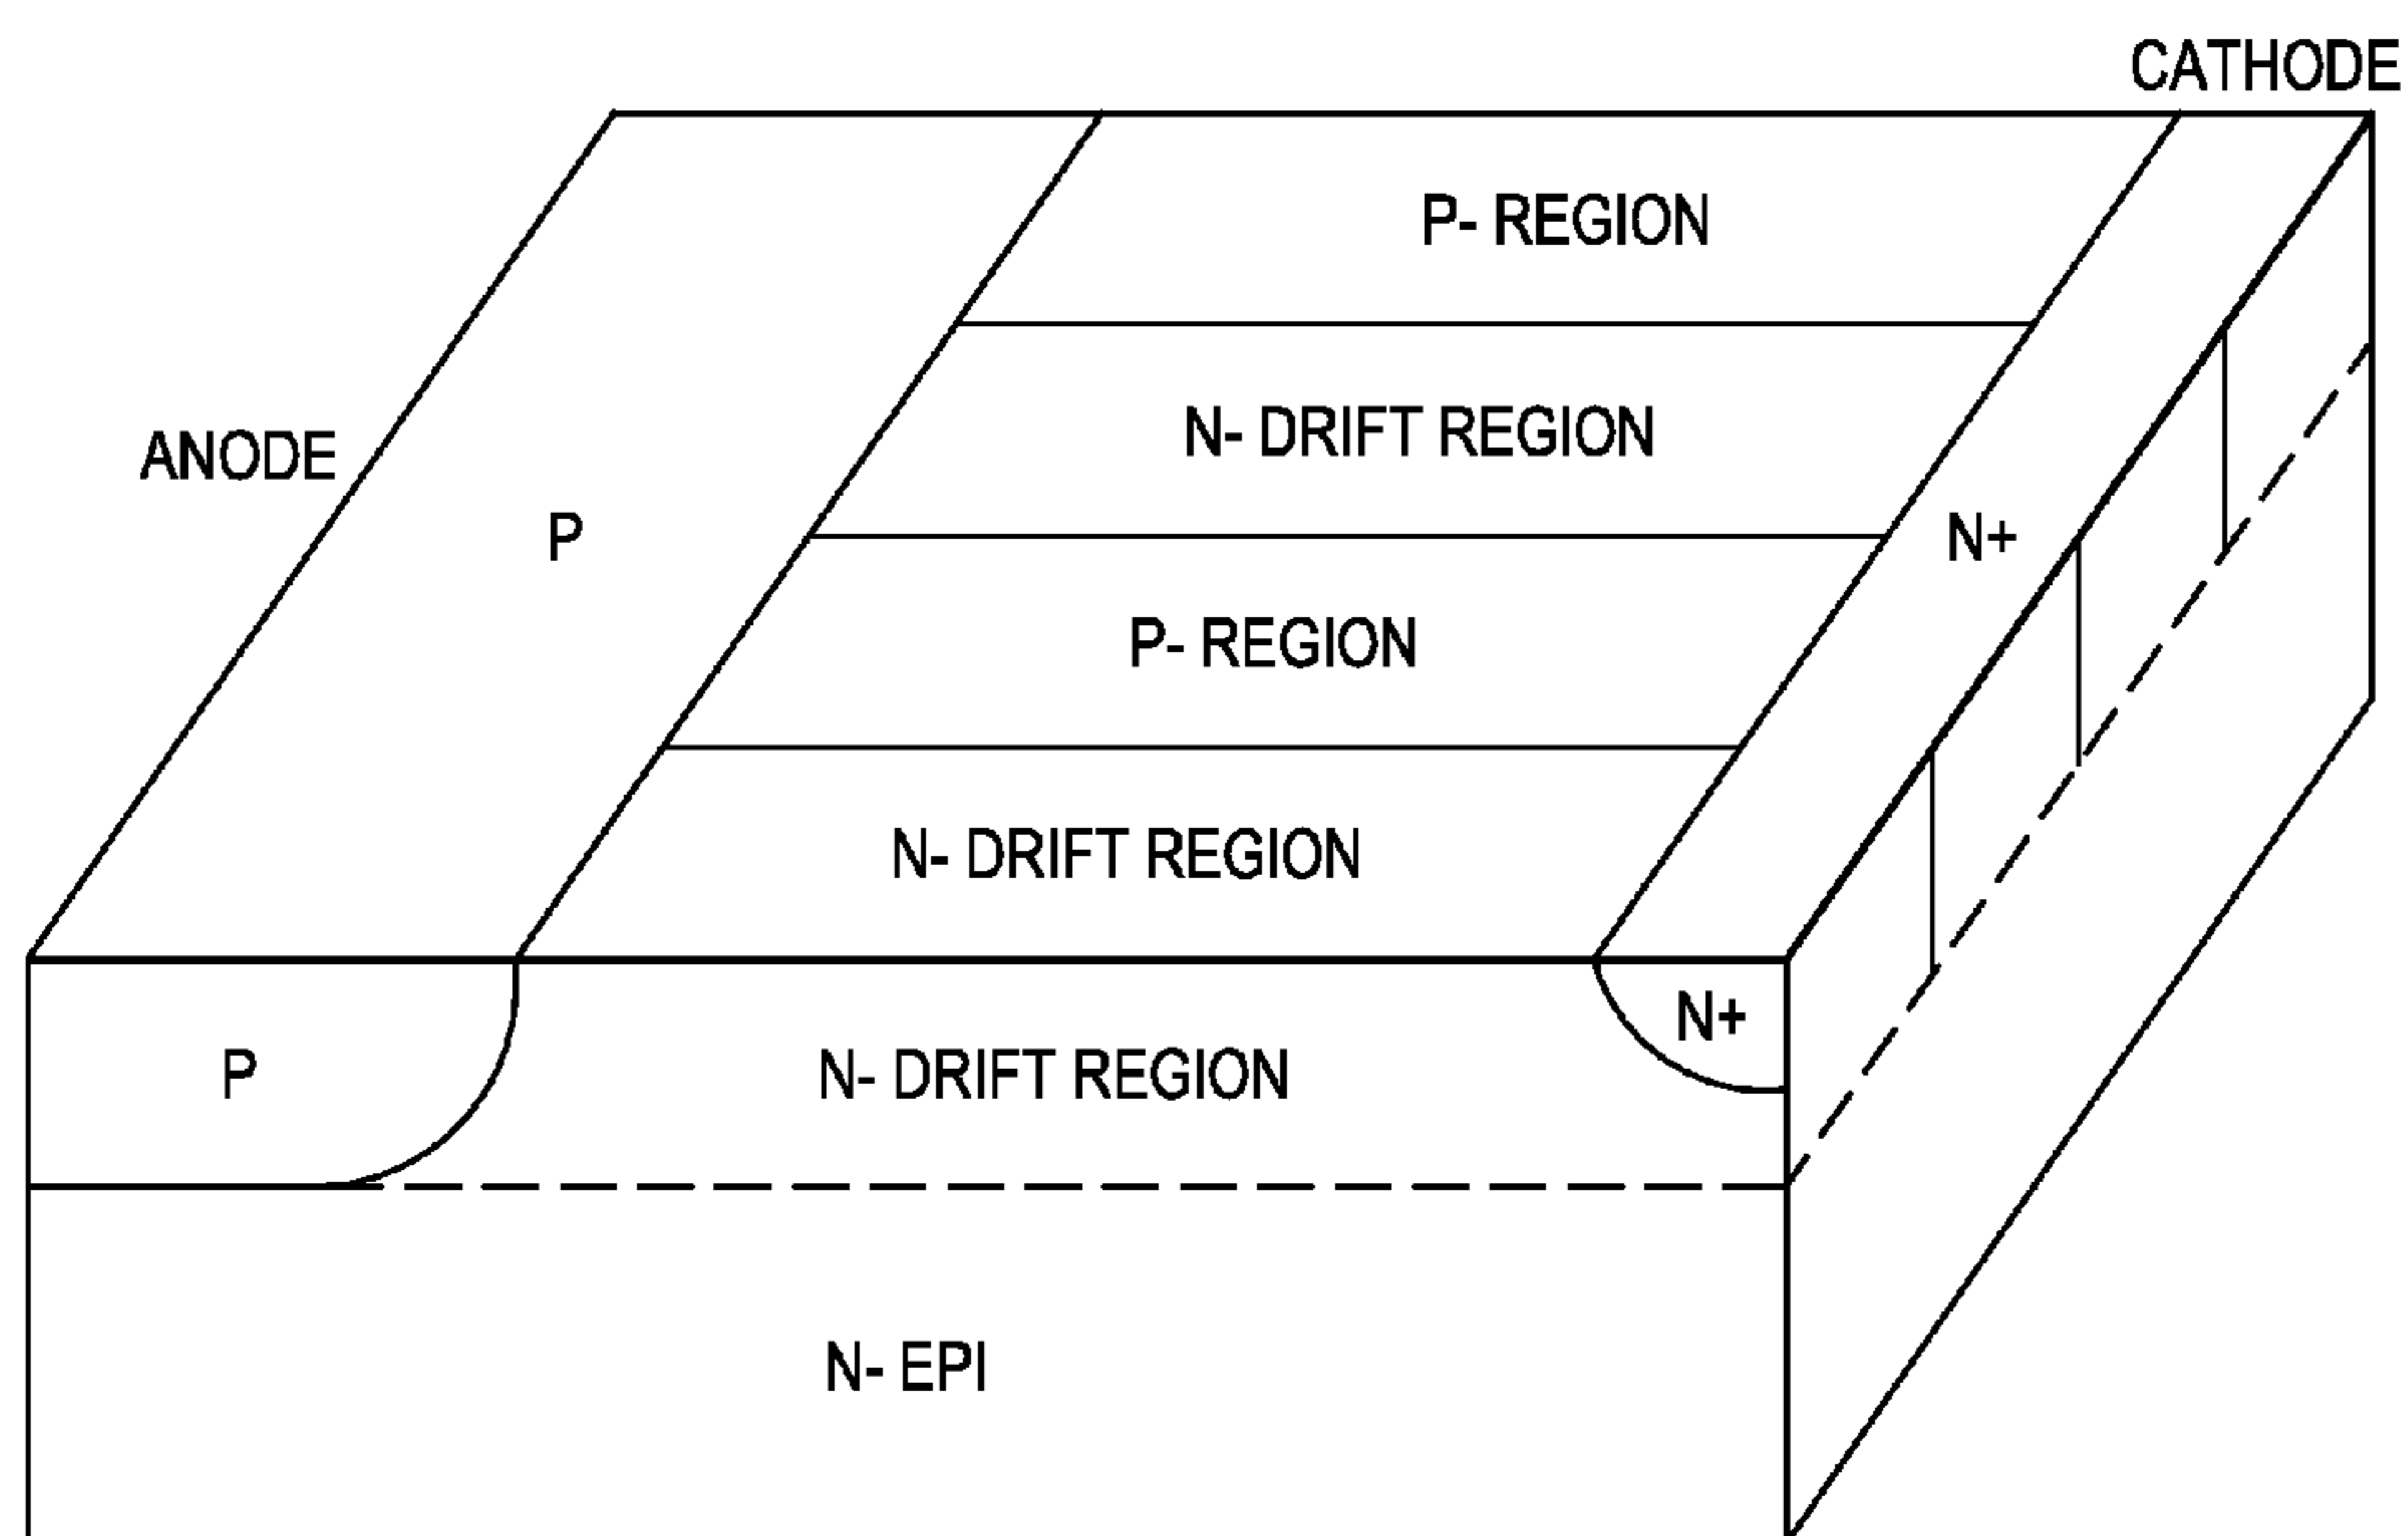 CATHODE
P- REGION
N- DRIFT REGION
ANODE
P
N+
P- REGION
N- DRIFT REGION
N+
P
N- DRIFT REGION
N- EPI